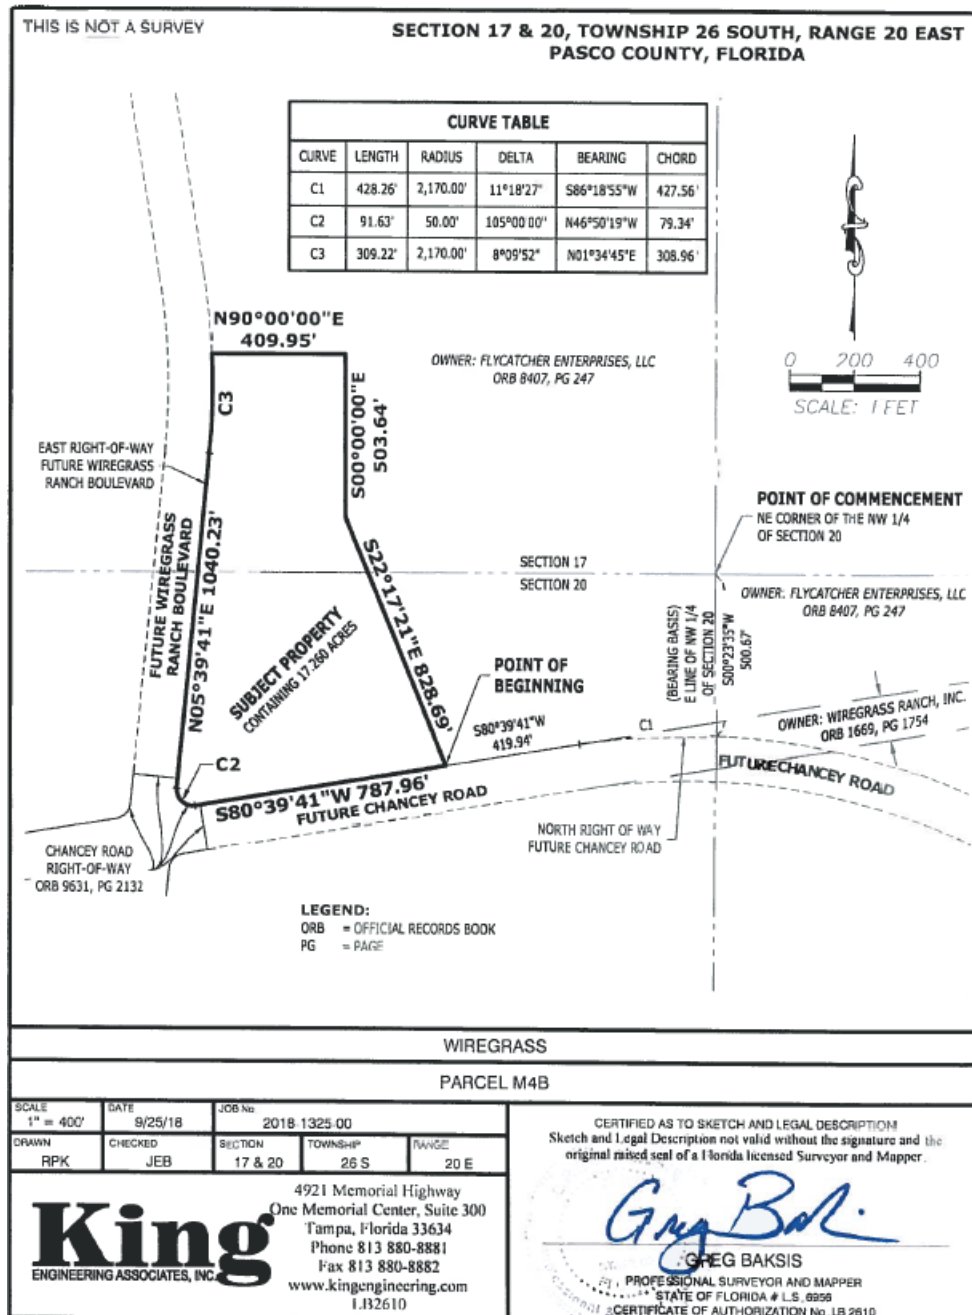 THIS IS NOT A SURVEY
SECTION 17 & 20, TOWNSHIP 26 SOUTH, RANGE 20 EAST
PASCO COUNTY, FLORIDA
CURVE TABLE
CURVE LENGTH RADIUS DELTA BEARING CHORD
C1 428.26' 2,170.00' 11°18'27" S86°18'55"W 427.56'
C2 91.63' 50.00' 105°00'00" N46°50'19"W 79.34'
C3 309.22' 2,170.00' 8°09'52" N01°34'45"E 308.96'
N90°00'00"E
409.95'
OWNER: FLYCATCHER ENTERPRISES, LLC
ORB 8407, PG 247
0 200 400
SCALE: 1 FEET
C3
S00°00'00"E
503.64'
EAST RIGHT-OF-WAY
FUTURE WIREGRASS
RANCH BOULEVARD
POINT OF COMMENCEMENT
NE CORNER OF THE NW 1/4
OF SECTION 20
FUTURE WIREGRASS
RANCH BOULEVARD
N05°39'41"E 1040.23'
S22°17'21"E 828.69'
SECTION 17
SECTION 20
OWNER: FLYCATCHER ENTERPRISES, LLC
ORB 8407, PG 247
SUBJECT PROPERTY
CONTAINING 17.260 ACRES
(BEARING BASIS)
E LINE OF NW 1/4
OF SECTION 20
S00°23'35"W
500.67'
POINT OF
BEGINNING
S80°39'41"W
419.94'
C1
OWNER: WIREGRASS RANCH, INC.
ORB 1669, PG 1754
C2
S80°39'41"W 787.96'
FUTURE CHANCEY ROAD
FUTURE CHANCEY ROAD
NORTH RIGHT OF WAY
FUTURE CHANCEY ROAD
CHANCEY ROAD
RIGHT-OF-WAY
ORB 9631, PG 2132
LEGEND:
ORB = OFFICIAL RECORDS BOOK
PG = PAGE
WIREGRASS
PARCEL M4B
SCALE DATE JOB No
1" = 400' 9/25/18 2018-1325-00
DRAWN CHECKED SECTION TOWNSHIP RANGE
RPK JEB 17 & 20 26 S 20 E
King
ENGINEERING ASSOCIATES, INC.
4921 Memorial Highway
One Memorial Center, Suite 300
Tampa, Florida 33634
Phone 813 880-8881
Fax 813 880-8882
www.kingengineering.com
LB2610
CERTIFIED AS TO SKETCH AND LEGAL DESCRIPTION
Sketch and Legal Description not valid without the signature and the
original raised seal of a Florida licensed Surveyor and Mapper.
Greg Bak
GREG BAKSIS
PROFESSIONAL SURVEYOR AND MAPPER
STATE OF FLORIDA # L.S. 6956
CERTIFICATE OF AUTHORIZATION No. LB 2610